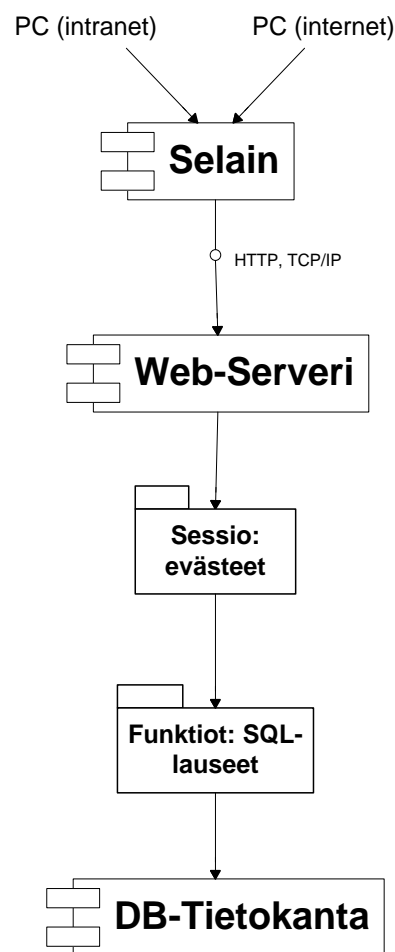 PC (intranet) PC (internet)
Selain
HTTP, TCP/IP
Web-Serveri
Sessio:
evästeet
Funktiot: SQL-
lauseet
DB-Tietokanta